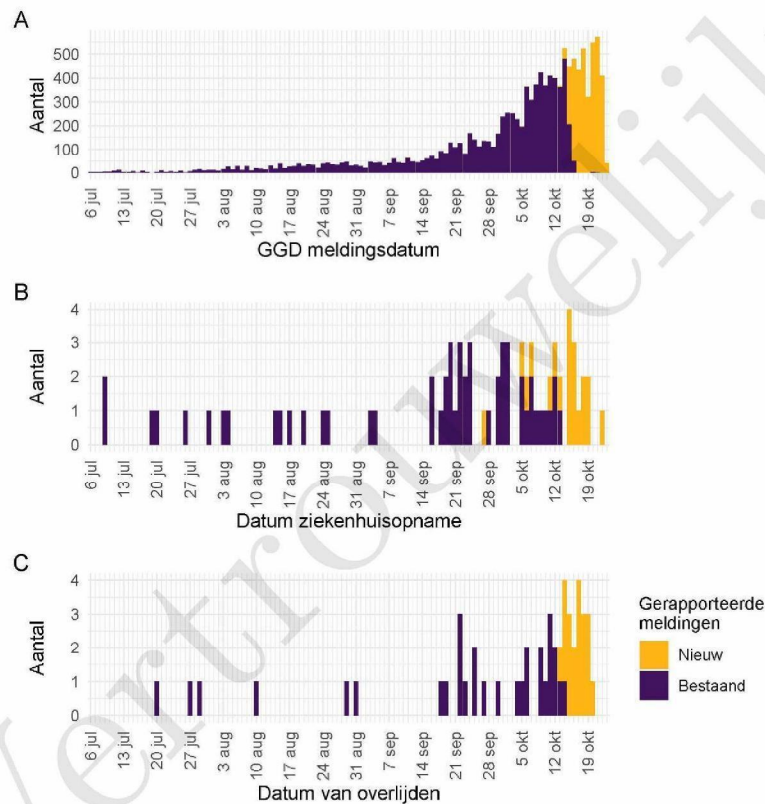 A
Aantal
500
400
300
200
100
0
6 jul
13 jul
20 jul
27 jul
3 aug
10 aug
17 aug
24 aug
31 aug
7 sep
14 sep
21 sep
28 sep
5 okt
12 okt
19 okt
GGD meldingsdatum
B
Aantal
4
3
2
1
0
6 jul
13 jul
20 jul
27 jul
3 aug
10 aug
17 aug
24 aug
31 aug
7 sep
14 sep
21 sep
28 sep
5 okt
12 okt
19 okt
Datum ziekenhuisopname
C
Aantal
4
3
2
1
0
6 jul
13 jul
20 jul
27 jul
3 aug
10 aug
17 aug
24 aug
31 aug
7 sep
14 sep
21 sep
28 sep
5 okt
12 okt
19 okt
Datum van overlijden
Gerapporteerde
meldingen
Nieuw
Bestaand
Vertrouwelijk